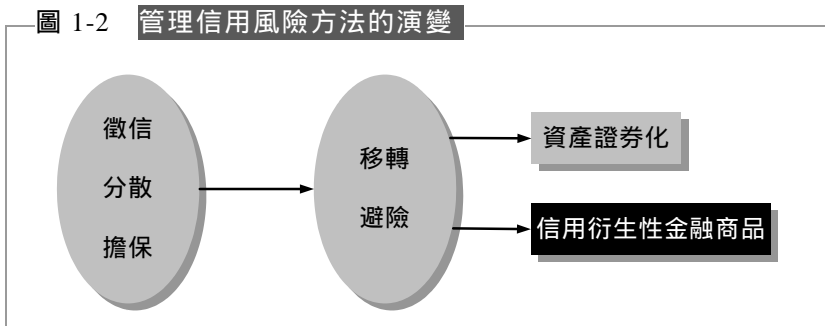 圖 1-2 管理信用風險方法的演變
徵信
分散
擔保
移轉
避險
資產證券化
信用衍生性金融商品